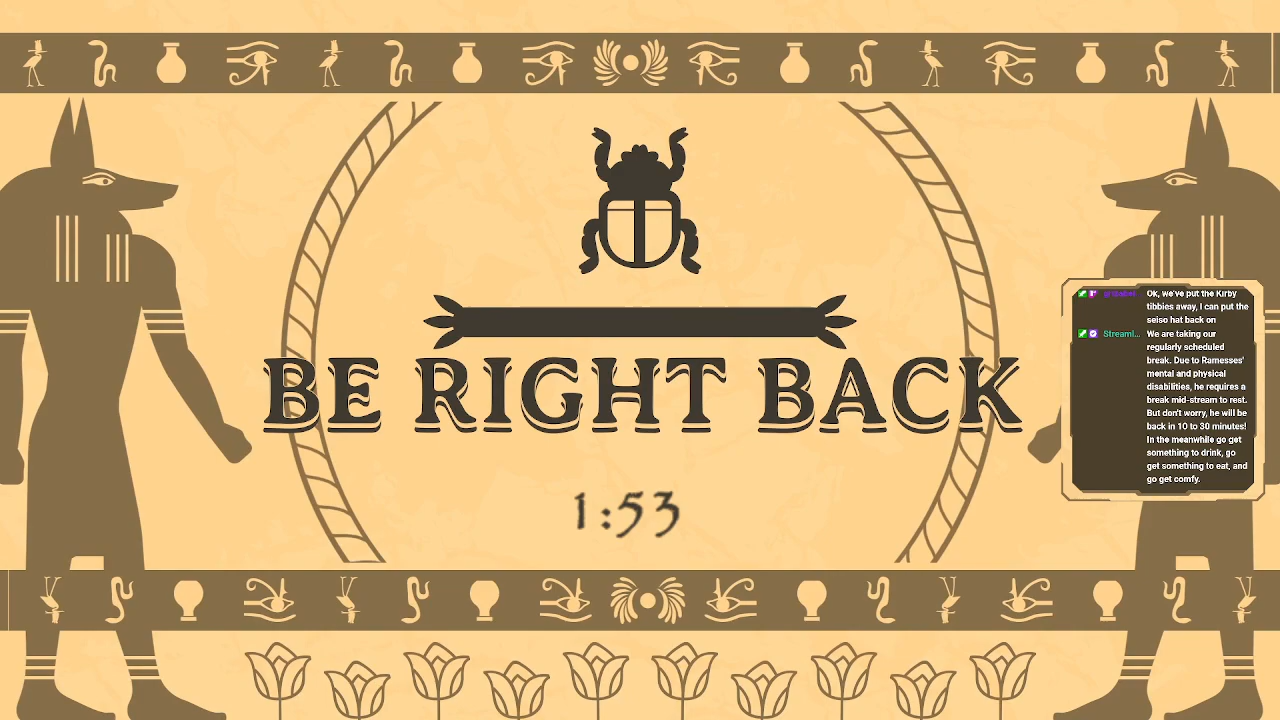 BE RIGHT BACK
1:53
Ok, we've put the Kirby
tibbies away, I can put the
seiso hat back on
Streaml... We are taking our
regularly scheduled
break. Due to Ramesses'
mental and physical
disabilities, he requires a
break mid-stream to rest.
But don't worry, he will be
back in 10 to 30 minutes!
In the meanwhile go get
something to drink, go
get something to eat, and
go get comfy.